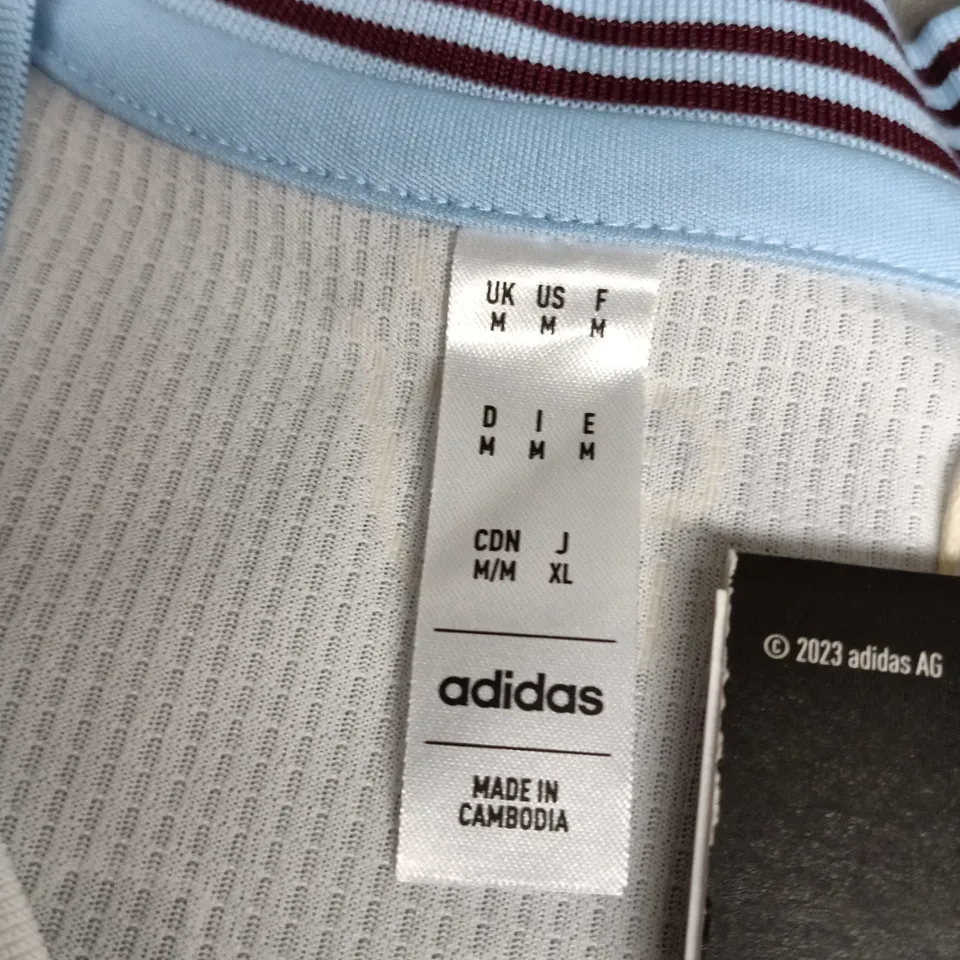 UK US F
M M M
D I E
M M M
CDN J
M/M XL
adidas
MADE IN
CAMBODIA
© 2023 adidas AG